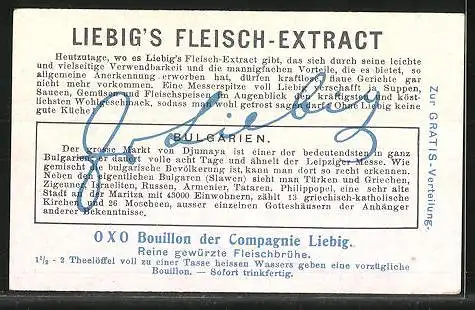 LIEBIG'S FLEISCH-EXTRACT
Heutzutage, wo es Liebig's Fleisch-Extract gibt, das sich durch seine leichte
und vielseitige Verwendbarkeit und die mannigfachen Vorteile, die es bietet, so
allgemeine Anerkennung erworben hat, dürfen kraftlose, faue Gerichte gar
nicht mehr vorkommen. Eine Messerspitze voll Liebig verschafft ja Suppen,
Saucen, Gemüsen und Fleischspeisen im Augenblick den kräftigsten und köst-
lichsten Wohlgeschmack, sodass man wohl getrost sagen darf: Ohne Liebig keine
gute Küche!
J. v. Liebig
BULGARIEN.
Der grosse Markt von Djumaya ist einer der bedeutendsten in ganz
Bulgarien, er dauert volle acht Tage und ähnelt der Leipziger Messe. Wie
gemischt die bulgarische Bevölkerung ist, kann man dort so recht erkennen.
Neben den eigentlichen Bulgaren (Slawen) sieht man Türken und Griechen,
Zigeuner, Israeliten, Russen, Armenier, Tataren. Philippopel, eine sehr alte
Stadt an der Maritza mit 45000 Einwohnern, zählt 13 griechisch-katholische
Kirchen und 26 Moscheen, ausser einzelnen Gotteshäusern der Anhänger
anderer Bekenntnisse.
Zur GRATIS-Verteilung.
OXO Bouillon der Compagnie Liebig.
Reine gewürzte Fleischbrühe.
1½ - 2 Theelöffel voll zu einer Tasse heissen Wassers geben eine vorzügliche
Bouillon. — Sofort trinkfertig.